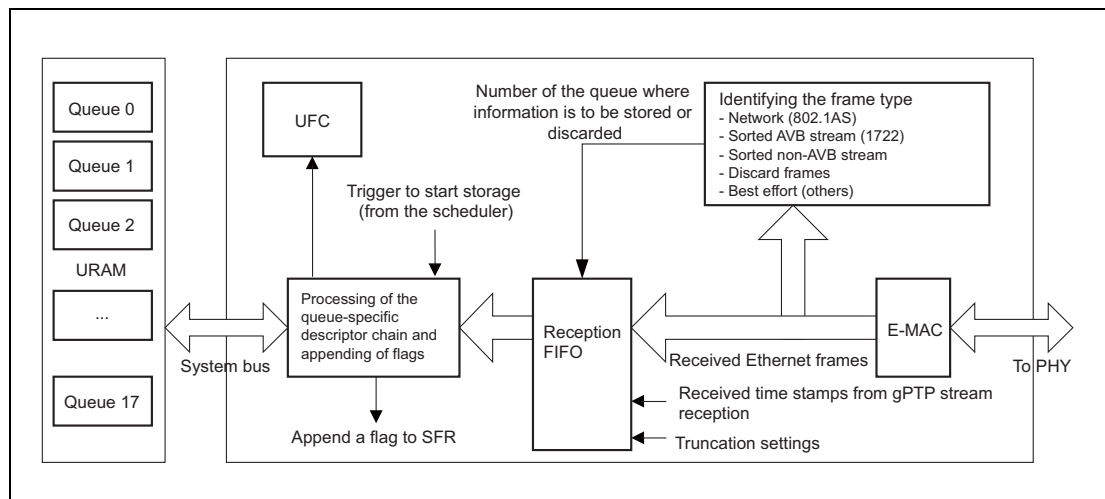 Queue 0
Queue 1
Queue 2
URAM
...
Queue 17
System bus
UFC
Trigger to start storage
(from the scheduler)
Processing of the
queue-specific
descriptor chain and
appending of flags
Append a flag to SFR
Number of the queue where
information is to be stored or
discarded
Reception
FIFO
Identifying the frame type
- Network (802.1AS)
- Sorted AVB stream (1722)
- Sorted non-AVB stream
- Discard frames
- Best effort (others)
E-MAC
Received Ethernet frames
To PHY
Received time stamps from gPTP stream
reception
Truncation settings